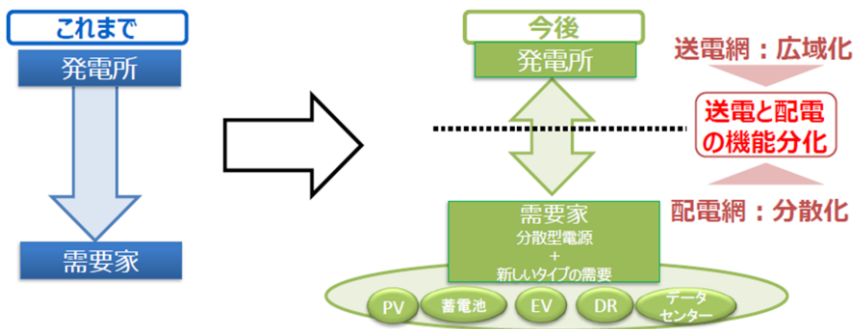 これまで
発電所
需要家
今後
発電所
送電網：広域化
送電と配電
の機能分化
配電網：分散化
需要家
分散型電源
+
新しいタイプの需要
PV
蓄電池
EV
DR
データ
センター